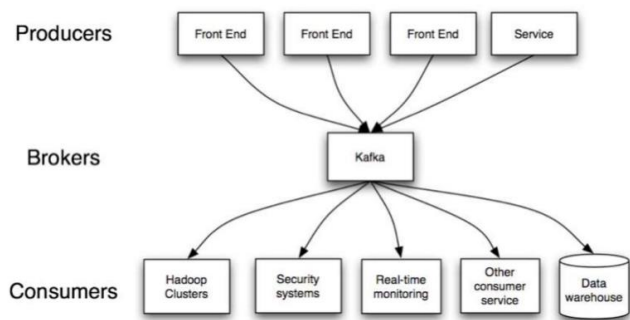 Producers
Front End
Front End
Front End
Service
Brokers
Kafka
Consumers
Hadoop
Clusters
Security
systems
Real-time
monitoring
Other
consumer
service
Data
warehouse